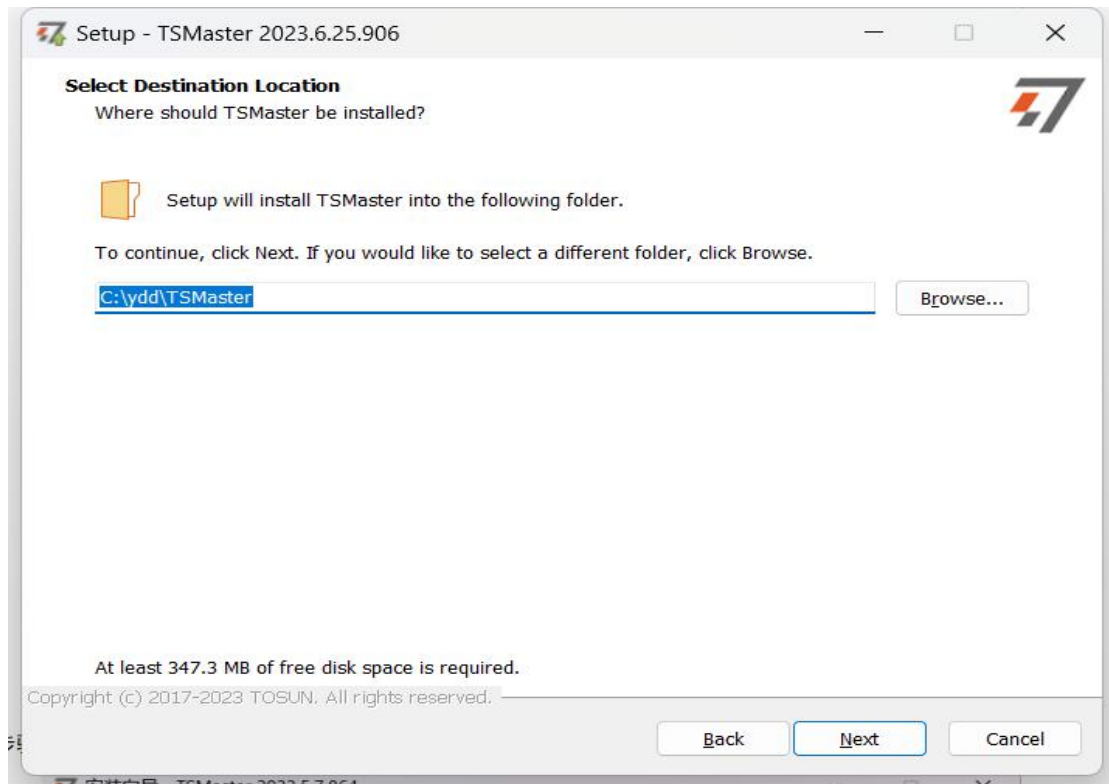 Setup - TSMaster 2023.6.25.906
Select Destination Location
Where should TSMaster be installed?
Setup will install TSMaster into the following folder.
To continue, click Next. If you would like to select a different folder, click Browse.
C:\ydd\TSMaster
Browse...
At least 347.3 MB of free disk space is required.
Copyright (c) 2017-2023 TOSUN. All rights reserved.
Back
Next
Cancel